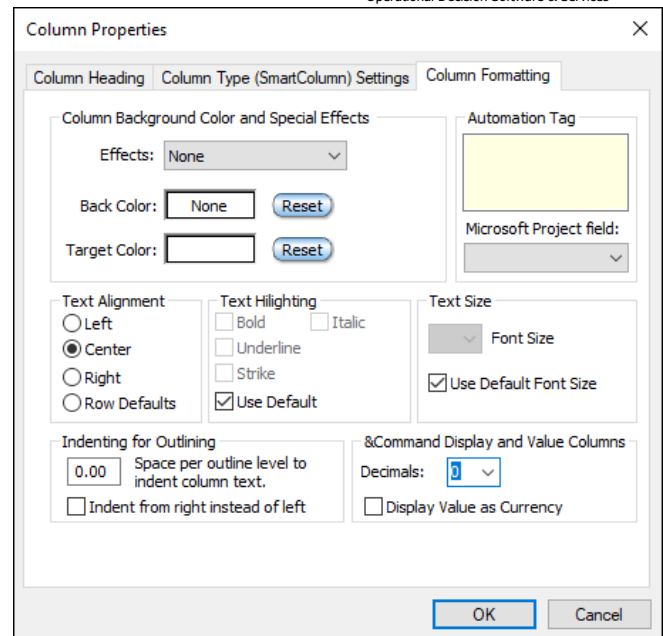 Operational Decision Software & Services
Column Properties
Column Heading Column Type (SmartColumn) Settings Column Formatting
Column Background Color and Special Effects
Effects: None
Back Color: None Reset
Target Color: Reset
Automation Tag
Microsoft Project field:
Text Alignment
Left
Center
Right
Row Defaults
Text Hilighting
Bold Italic
Underline
Strike
Use Default
Text Size
Font Size
Use Default Font Size
Indenting for Outlining
0.00 Space per outline level to
indent column text.
Indent from right instead of left
&Command Display and Value Columns
Decimals: 0
Display Value as Currency
OK Cancel